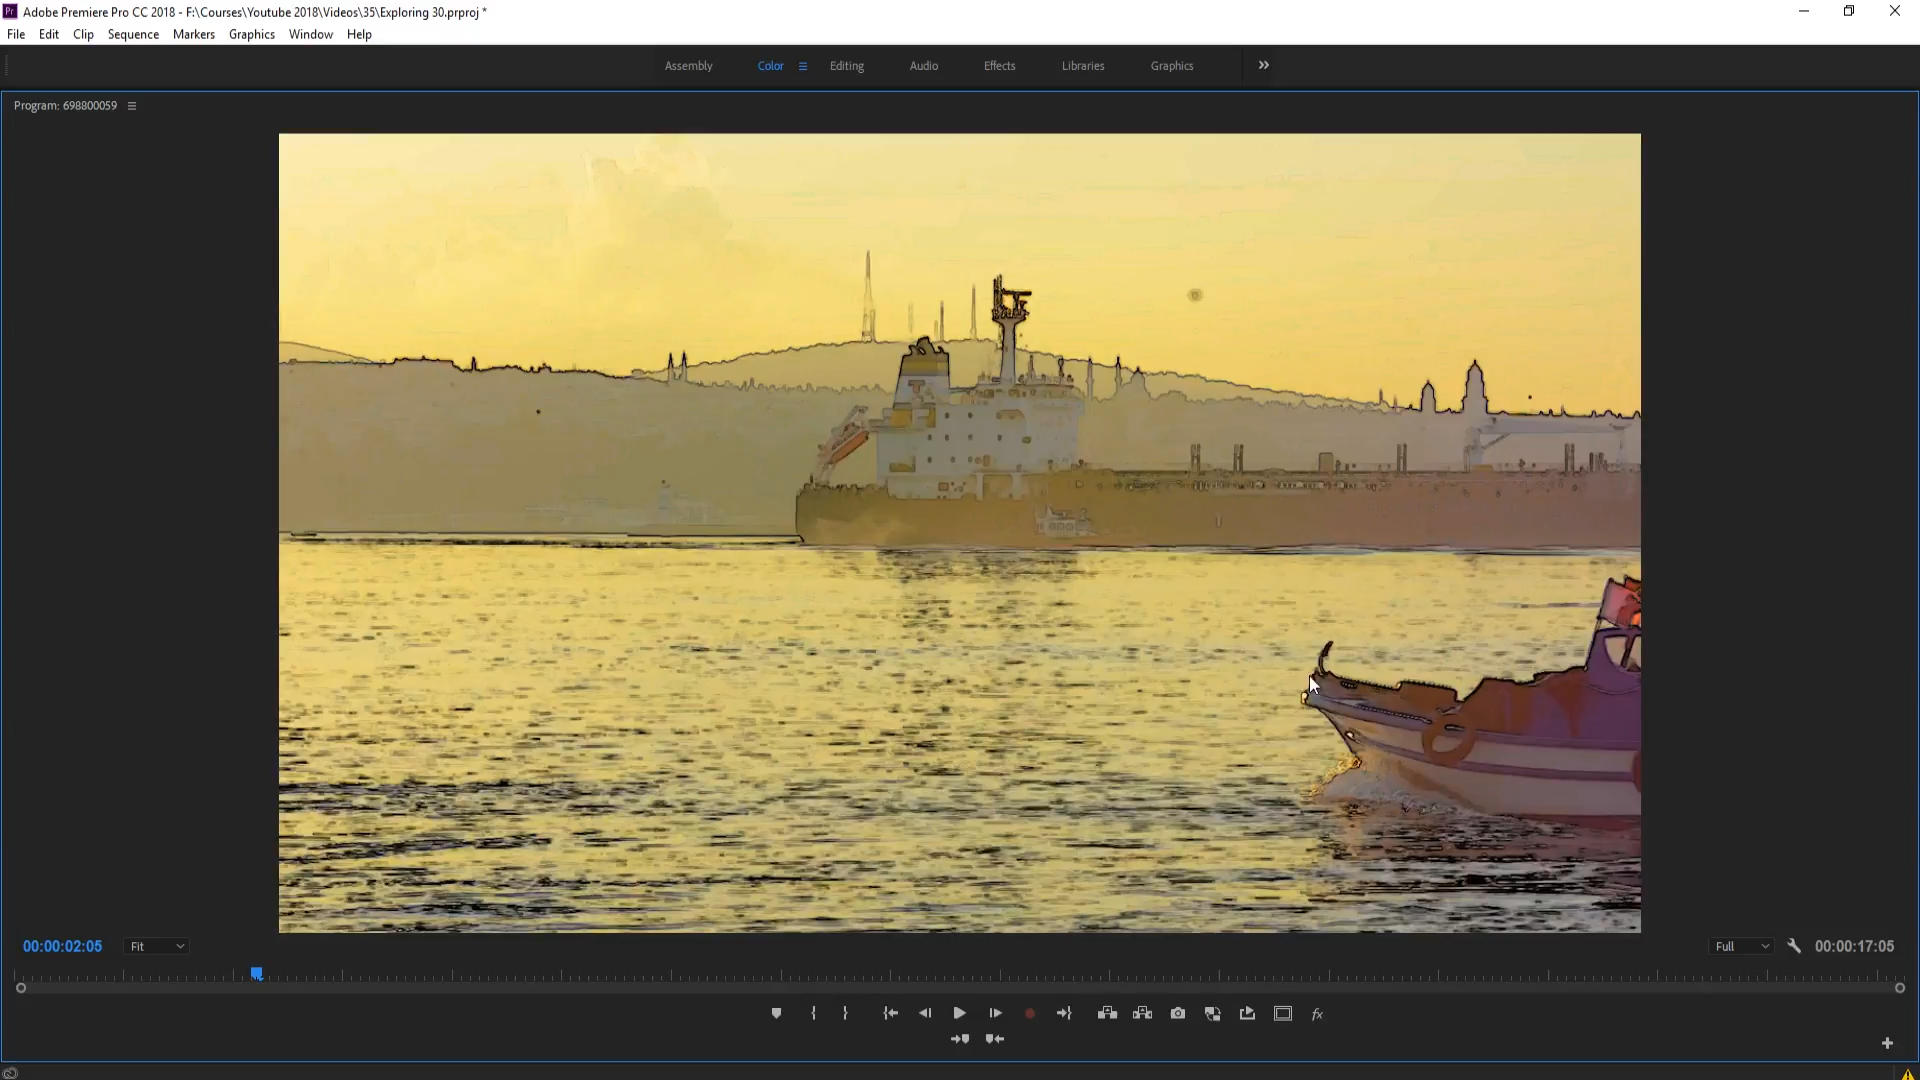 Pr Adobe Premiere Pro CC 2018 - F:\Courses\Youtube 2018\Videos\35\Exploring 30.prproj *
File Edit Clip Sequence Markers Graphics Window Help
Assembly Color Editing Audio Effects Libraries Graphics
Program: 698800059
00:00:02:05 Fit Full 00:00:17:05
fx